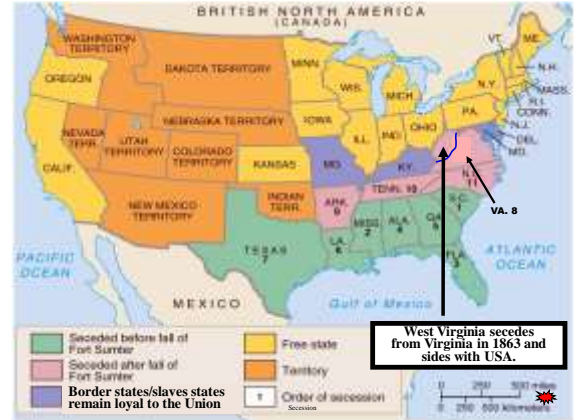 BRITISH NORTH AMERICA
(CANADA)
WASHINGTON
TERRITORY
DAKOTA TERRITORY
MINN.
WIS.
MICH.
VT.
ME.
N.H.
MASS.
R.I.
CONN.
N.J.
DEL.
MD.
N.Y.
PA.
OREGON
NEBRASKA TERRITORY
IOWA
ILL.
IND.
OHIO
NEVADA
TERR.
UTAH
TERRITORY
COLORADO
TERRITORY
KANSAS
MO.
KY.
CALIF.
NEW MEXICO
TERRITORY
INDIAN
TERR.
ARK.
9
TENN. 10
N.C.
11
VA. 8
S.C.
1
MISS.
2
ALA.
4
GA.
5
TEXAS
7
LA.
6
FLA.
3
PACIFIC
OCEAN
ATLANTIC
OCEAN
MEXICO
Gulf of Mexico
West Virginia secedes
from Virginia in 1863 and
sides with USA.
Seceded before fall of
Fort Sumter
Seceded after fall of
Fort Sumter
Border states/slaves states
remain loyal to the Union
Free state
Territory
Order of secession
Secession
0 250 500 miles
0 250 500 kilometers